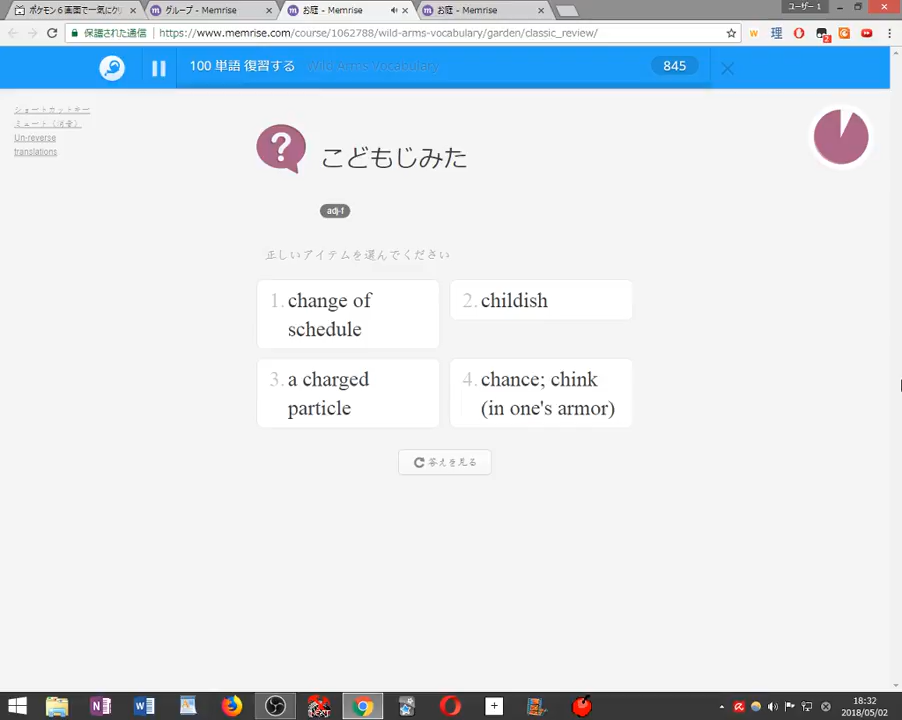 ポケモン6画面で一気にク
グループ - Memrise
お庭 - Memrise
お庭 - Memrise
ユーザー 1
保護された通信
https://www.memrise.com/course/1062788/wild-arms-vocabulary/garden/classic_review/
100 単語 復習する
Wild Arms Vocabulary
845
ショートカットキー
ミュート（消音）
Un-reverse
translations
こどもじみた
adj-f
正しいアイテムを選んでください
1. change of
schedule
2. childish
3. a charged
particle
4. chance; chink
(in one's armor)
答えを見る
18:32
2018/05/02